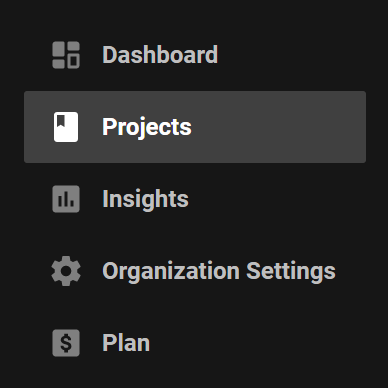 Dashboard
Projects
Insights
Organization Settings
Plan